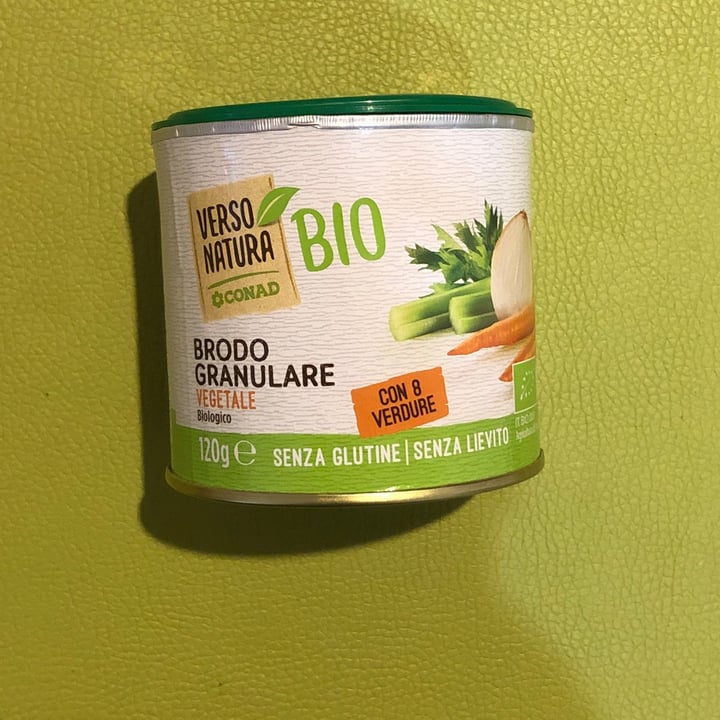 VERSO
NATURA
CONAD
BIO
BRODO
GRANULARE
VEGETALE
Biologico
CON 8
VERDURE
120g e
SENZA GLUTINE | SENZA LIEVITO